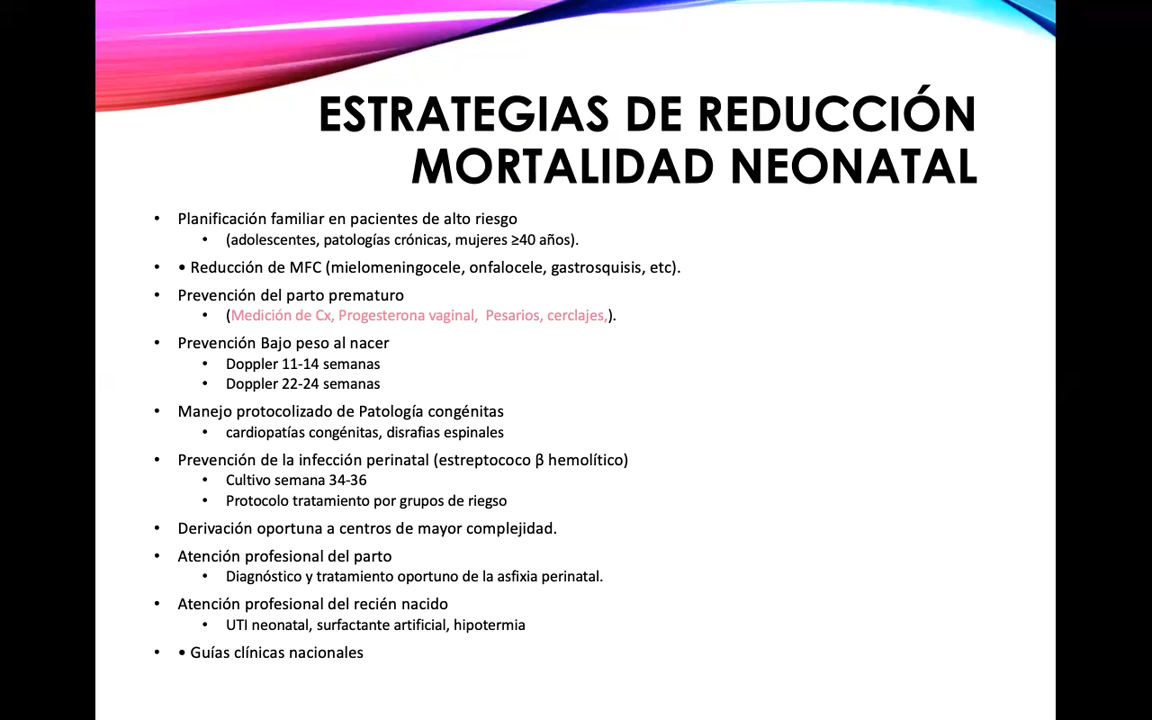 ESTRATEGIAS DE REDUCCIÓN
MORTALIDAD NEONATAL
• Planificación familiar en pacientes de alto riesgo
• (adolescentes, patologías crónicas, mujeres ≥40 años).
• • Reducción de MFC (mielomeningocele, onfalocele, gastrosquisis, etc).
• Prevención del parto prematuro
• (Medición de Cx, Progesterona vaginal, Pesarios, cerclajes,).
• Prevención Bajo peso al nacer
• Doppler 11-14 semanas
• Doppler 22-24 semanas
• Manejo protocolizado de Patología congénitas
• cardiopatías congénitas, disrafias espinales
• Prevención de la infección perinatal (estreptococo β hemolítico)
• Cultivo semana 34-36
• Protocolo tratamiento por grupos de riegso
• Derivación oportuna a centros de mayor complejidad.
• Atención profesional del parto
• Diagnóstico y tratamiento oportuno de la asfixia perinatal.
• Atención profesional del recién nacido
• UTI neonatal, surfactante artificial, hipotermia
• • Guías clínicas nacionales